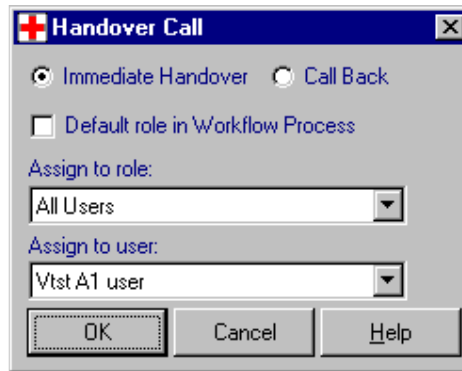 Handover Call
Immediate Handover Call Back
Default role in Workflow Process
Assign to role:
All Users
Assign to user:
Vtst A1 user
OK Cancel Help